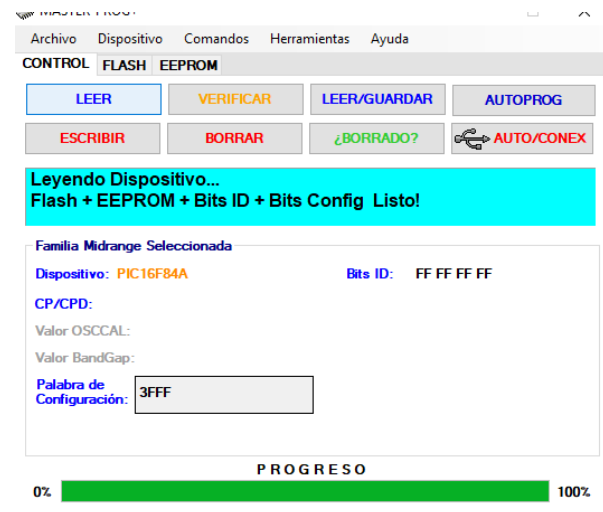 MASTER PROG+
Archivo Dispositivo Comandos Herramientas Ayuda
CONTROL FLASH EEPROM
LEER VERIFICAR LEER/GUARDAR AUTOPROG
ESCRIBIR BORRAR ¿BORRADO? AUTO/CONEX
Leyendo Dispositivo...
Flash + EEPROM + Bits ID + Bits Config Listo!
Familia Midrange Seleccionada
Dispositivo: PIC16F84A Bits ID: FF FF FF FF
CP/CPD:
Valor OSCCAL:
Valor BandGap:
Palabra de
Configuración: 3FFF
PROGRESO
0% 100%